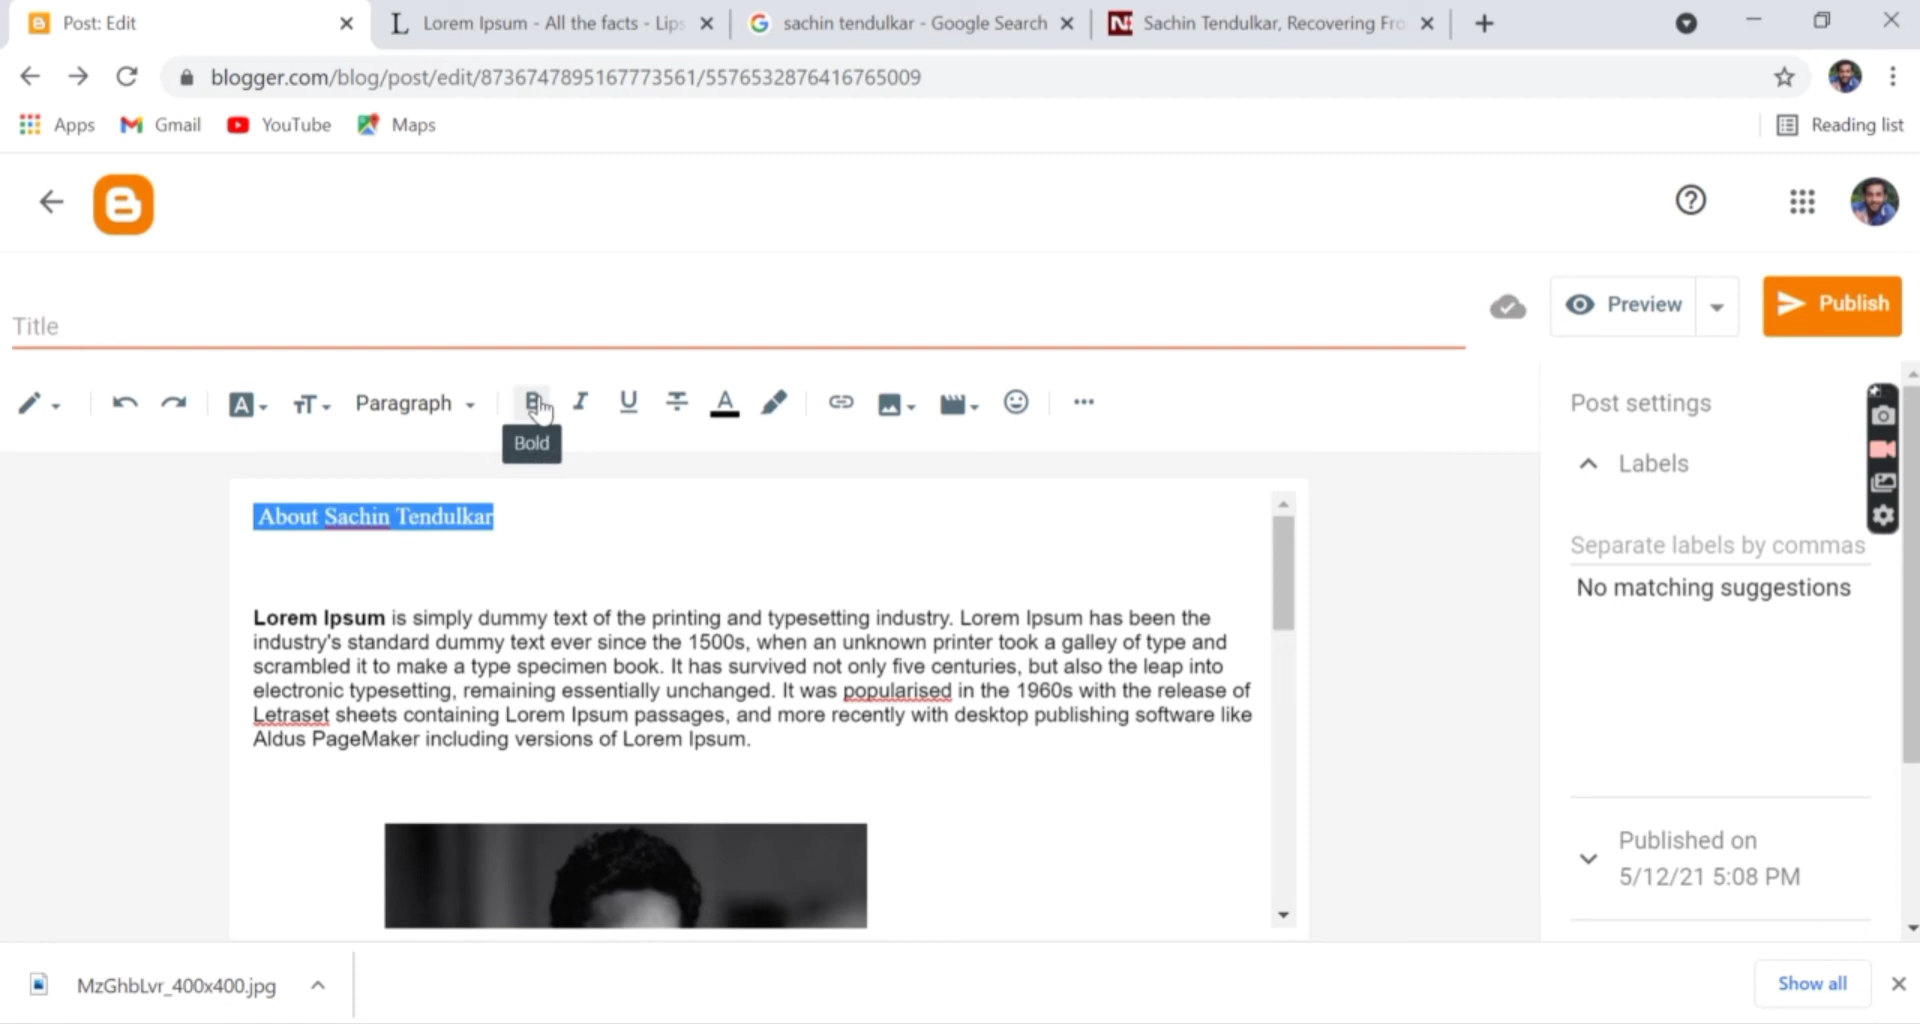 Post: Edit
Lorem Ipsum - All the facts - Lips
sachin tendulkar - Google Search
Sachin Tendulkar, Recovering Fro
blogger.com/blog/post/edit/8736747895167773561/5576532876416765009
Apps
Gmail
YouTube
Maps
Reading list
Title
Preview
Publish
Paragraph
Bold
Post settings
Labels
Separate labels by commas
No matching suggestions
About Sachin Tendulkar
Lorem Ipsum is simply dummy text of the printing and typesetting industry. Lorem Ipsum has been the
industry's standard dummy text ever since the 1500s, when an unknown printer took a galley of type and
scrambled it to make a type specimen book. It has survived not only five centuries, but also the leap into
electronic typesetting, remaining essentially unchanged. It was popularised in the 1960s with the release of
Letraset sheets containing Lorem Ipsum passages, and more recently with desktop publishing software like
Aldus PageMaker including versions of Lorem Ipsum.
Published on
5/12/21 5:08 PM
MzGhbLvr_400x400.jpg
Show all